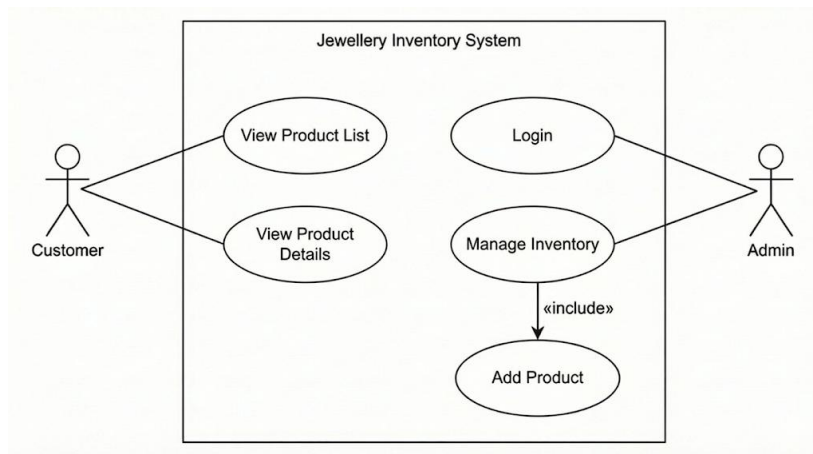 Jewellery Inventory System
View Product List
Login
Customer
View Product
Details
Manage Inventory
Admin
«include»
Add Product